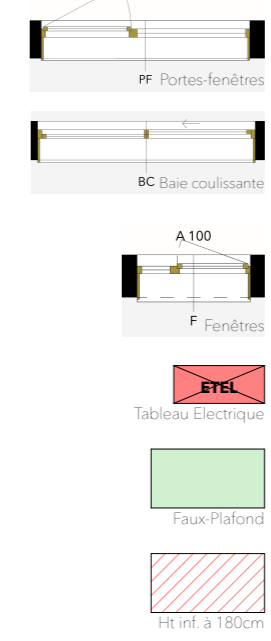 PF Portes-fenêtres
BC Baie coulissante
A 100
F Fenêtres
ETEL
Tableau Electrique
Faux-Plafond
Ht inf. à 180cm